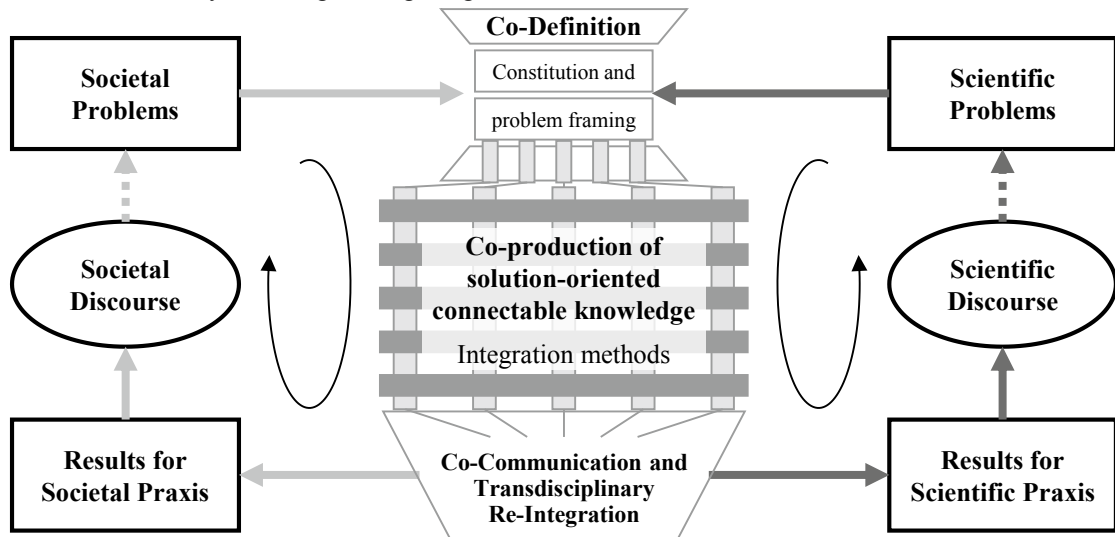 Co-Definition
Societal
Problems
Constitution and
problem framing
Scientific
Problems
Societal
Discourse
Co-production of
solution-oriented
connectable knowledge
Integration methods
Scientific
Discourse
Results for
Societal Praxis
Co-Communication and
Transdisciplinary
Re-Integration
Results for
Scientific Praxis